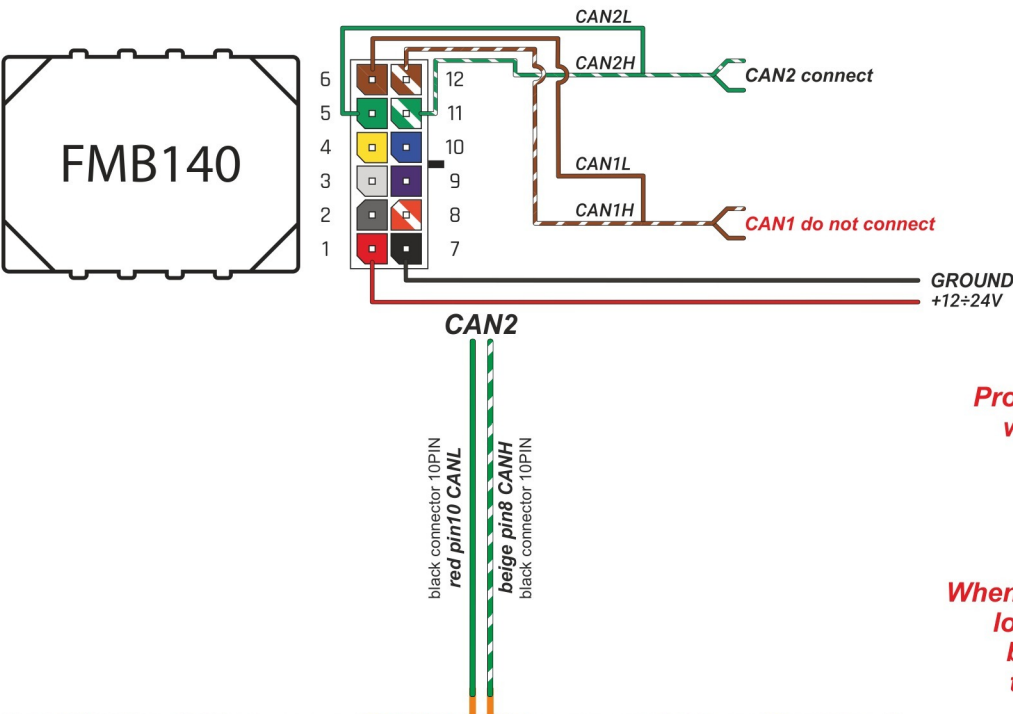 CAN2L
CAN2H
CAN2 connect
FMB140
6 12
5 11
4 10
3 9
2 8
1 7
CAN1L
CAN1H
CAN1 do not connect
GROUND
+12÷24V
CAN2
black connector 10PIN
red pin10 CANL
beige pin8 CANH
black connector 10PIN
When